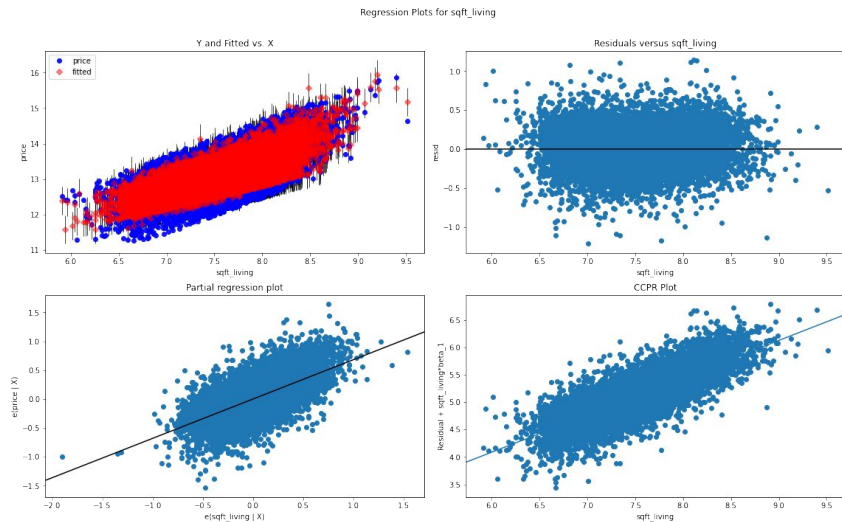 Regression Plots for sqft_living
Y and Fitted vs. X
price
fitted
16
15
14
13
12
11
price
6.0 6.5 7.0 7.5 8.0 8.5 9.0 9.5
sqft_living
Residuals versus sqft_living
1.0
0.5
0.0
−0.5
−1.0
resid
6.0 6.5 7.0 7.5 8.0 8.5 9.0 9.5
sqft_living
Partial regression plot
1.5
1.0
0.5
0.0
−0.5
−1.0
−1.5
e(price | X)
−2.0 −1.5 −1.0 −0.5 0.0 0.5 1.0 1.5
e(sqft_living | X)
CCPR Plot
6.5
6.0
5.5
5.0
4.5
4.0
3.5
Residual + sqft_living*beta_1
6.0 6.5 7.0 7.5 8.0 8.5 9.0 9.5
sqft_living